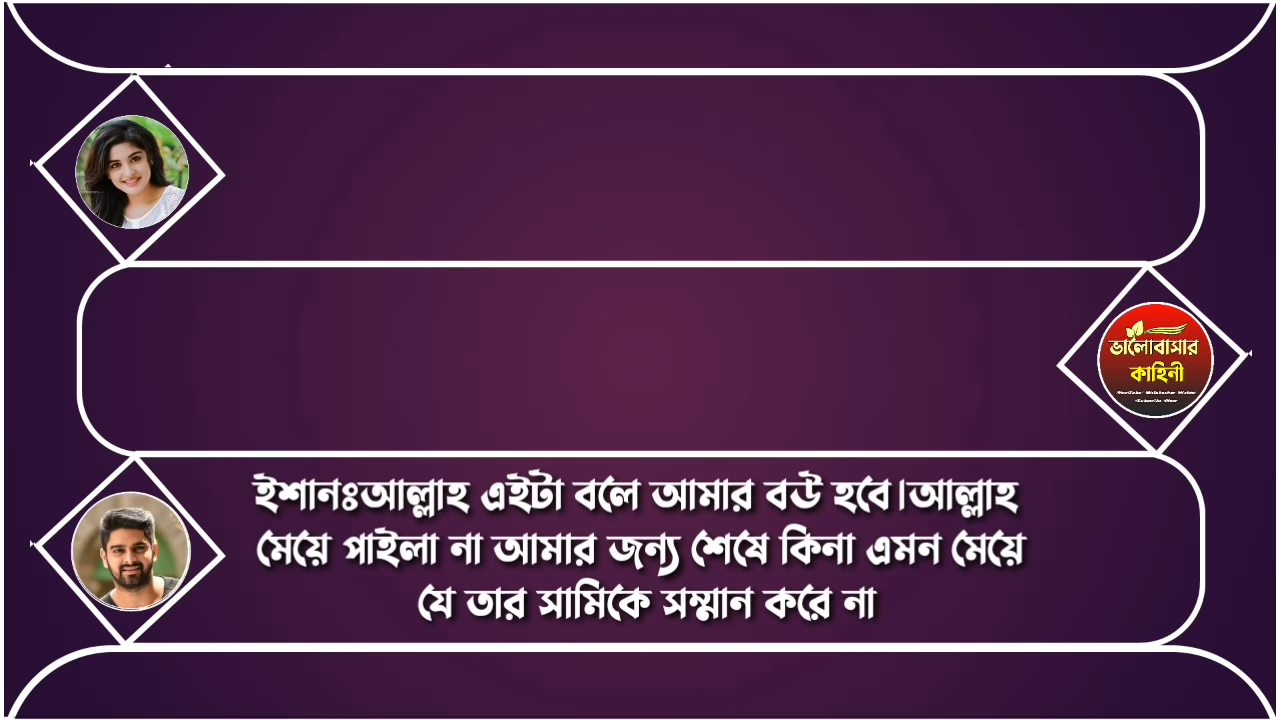 ভালোবাসার
কাহিনী
ইশানঃআল্লাহ এইটা বলে আমার বউ হবে।আল্লাহ
মেয়ে পাইলা না আমার জন্য শেষে কিনা এমন মেয়ে
যে তার সামিকে সম্মান করে না